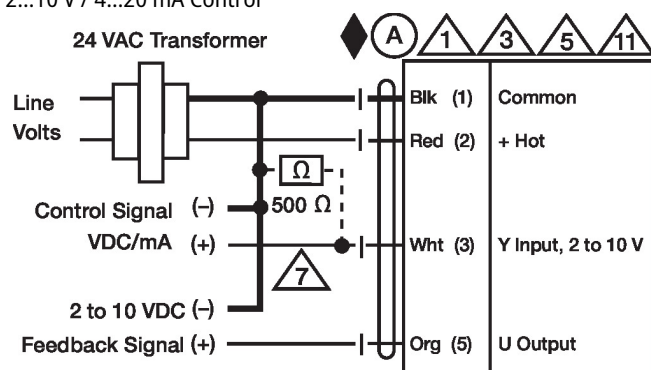 2...10 V / 4...20 mA Control
24 VAC Transformer
A 1 3 5 11
Line
Volts
Blk (1) Common
Red (2) + Hot
Ω
500 Ω
Control Signal (–)
VDC/mA (+)
Wht (3) Y Input, 2 to 10 V
7
2 to 10 VDC (–)
Feedback Signal (+)
Org (5) U Output